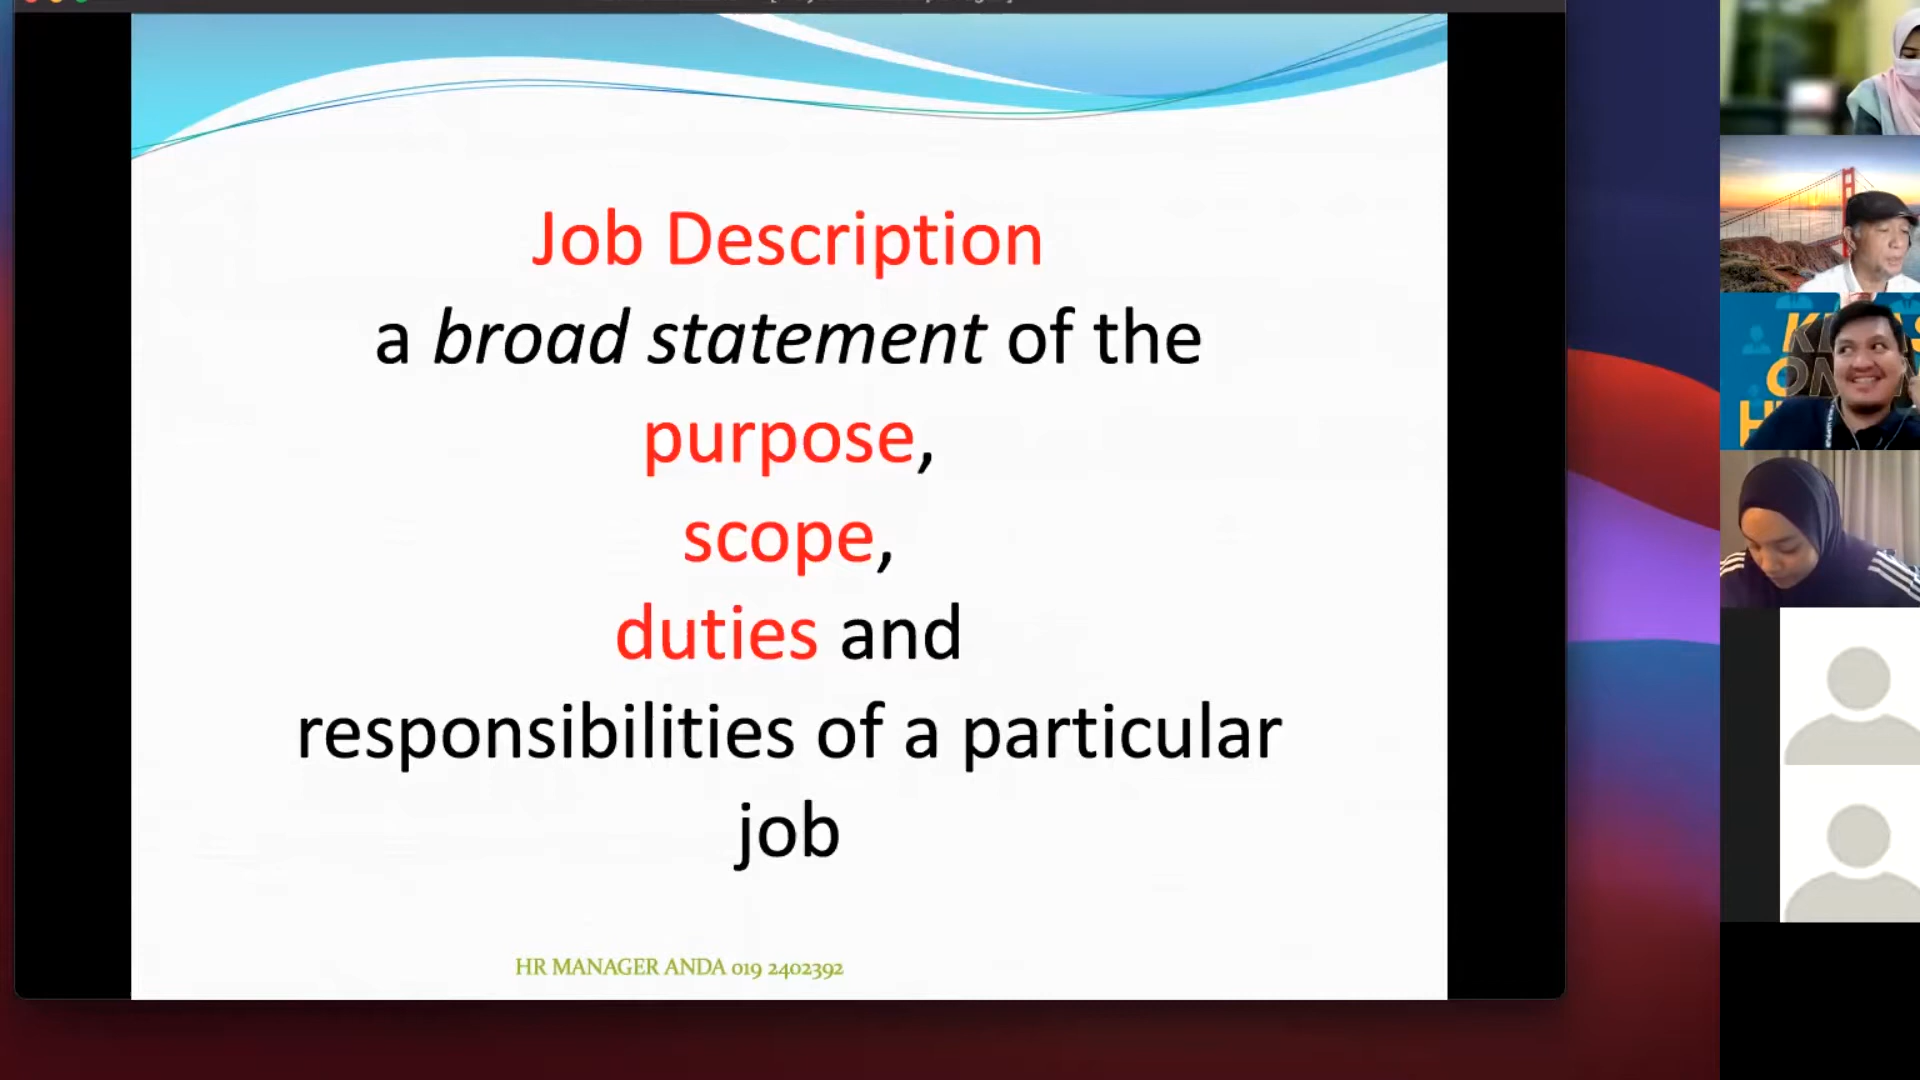 Job Description
a broad statement of the
purpose,
scope,
duties and
responsibilities of a particular
job
HR MANAGER ANDA 019 2402392